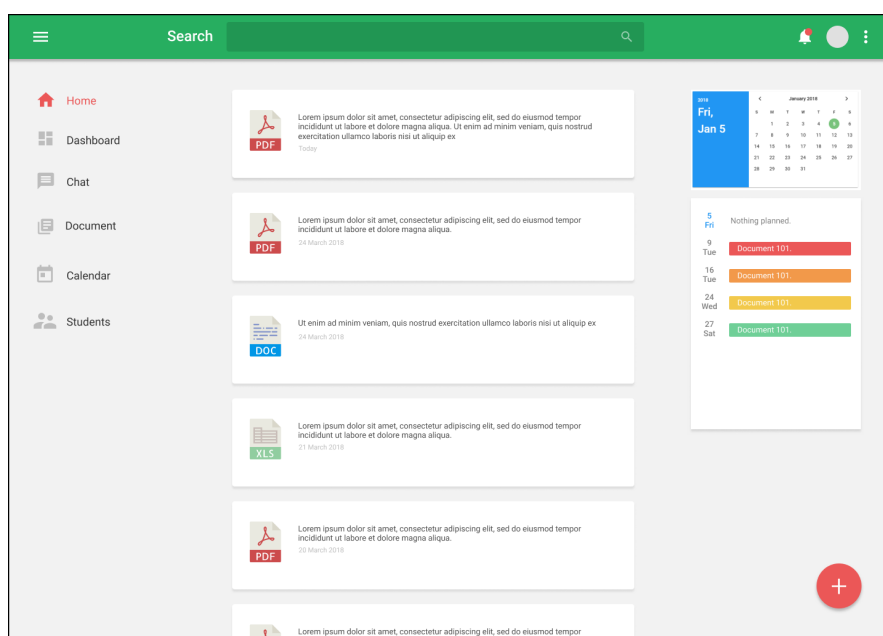 Search
Home
Dashboard
Chat
Document
Calendar
Students
PDF
Lorem ipsum dolor sit amet, consectetur adipiscing elit, sed do eiusmod tempor
incididunt ut labore et dolore magna aliqua. Ut enim ad minim veniam, quis nostrud
exercitation ullamco laboris nisi ut aliquip ex
Today
PDF
Lorem ipsum dolor sit amet, consectetur adipiscing elit, sed do eiusmod tempor
incididunt ut labore et dolore magna aliqua.
24 March 2018
DOC
Ut enim ad minim veniam, quis nostrud exercitation ullamco laboris nisi ut aliquip ex
24 March 2018
XLS
Lorem ipsum dolor sit amet, consectetur adipiscing elit, sed do eiusmod tempor
incididunt ut labore et dolore magna aliqua.
21 March 2018
PDF
Lorem ipsum dolor sit amet, consectetur adipiscing elit, sed do eiusmod tempor
incididunt ut labore et dolore magna aliqua.
20 March 2018
Lorem ipsum dolor sit amet, consectetur adipiscing elit, sed do eiusmod tempor
2018
Fri,
Jan 5
January 2018
S M T W T F S
1 2 3 4 5 6
7 8 9 10 11 12 13
14 15 16 17 18 19 20
21 22 23 24 25 26 27
28 29 30 31
5
Fri
Nothing planned.
9
Tue
Document 101.
16
Tue
Document 101.
24
Wed
Document 101.
27
Sat
Document 101.